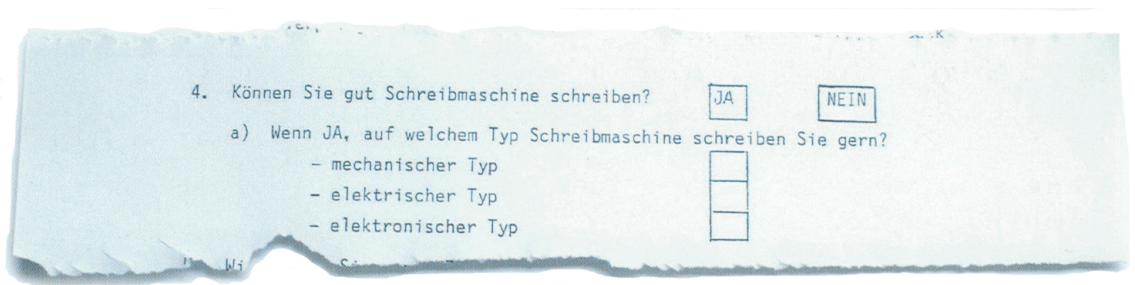 4. Können Sie gut Schreibmaschine schreiben? JA NEIN
a) Wenn JA, auf welchem Typ Schreibmaschine schreiben Sie gern?
– mechanischer Typ
– elektrischer Typ
– elektronischer Typ